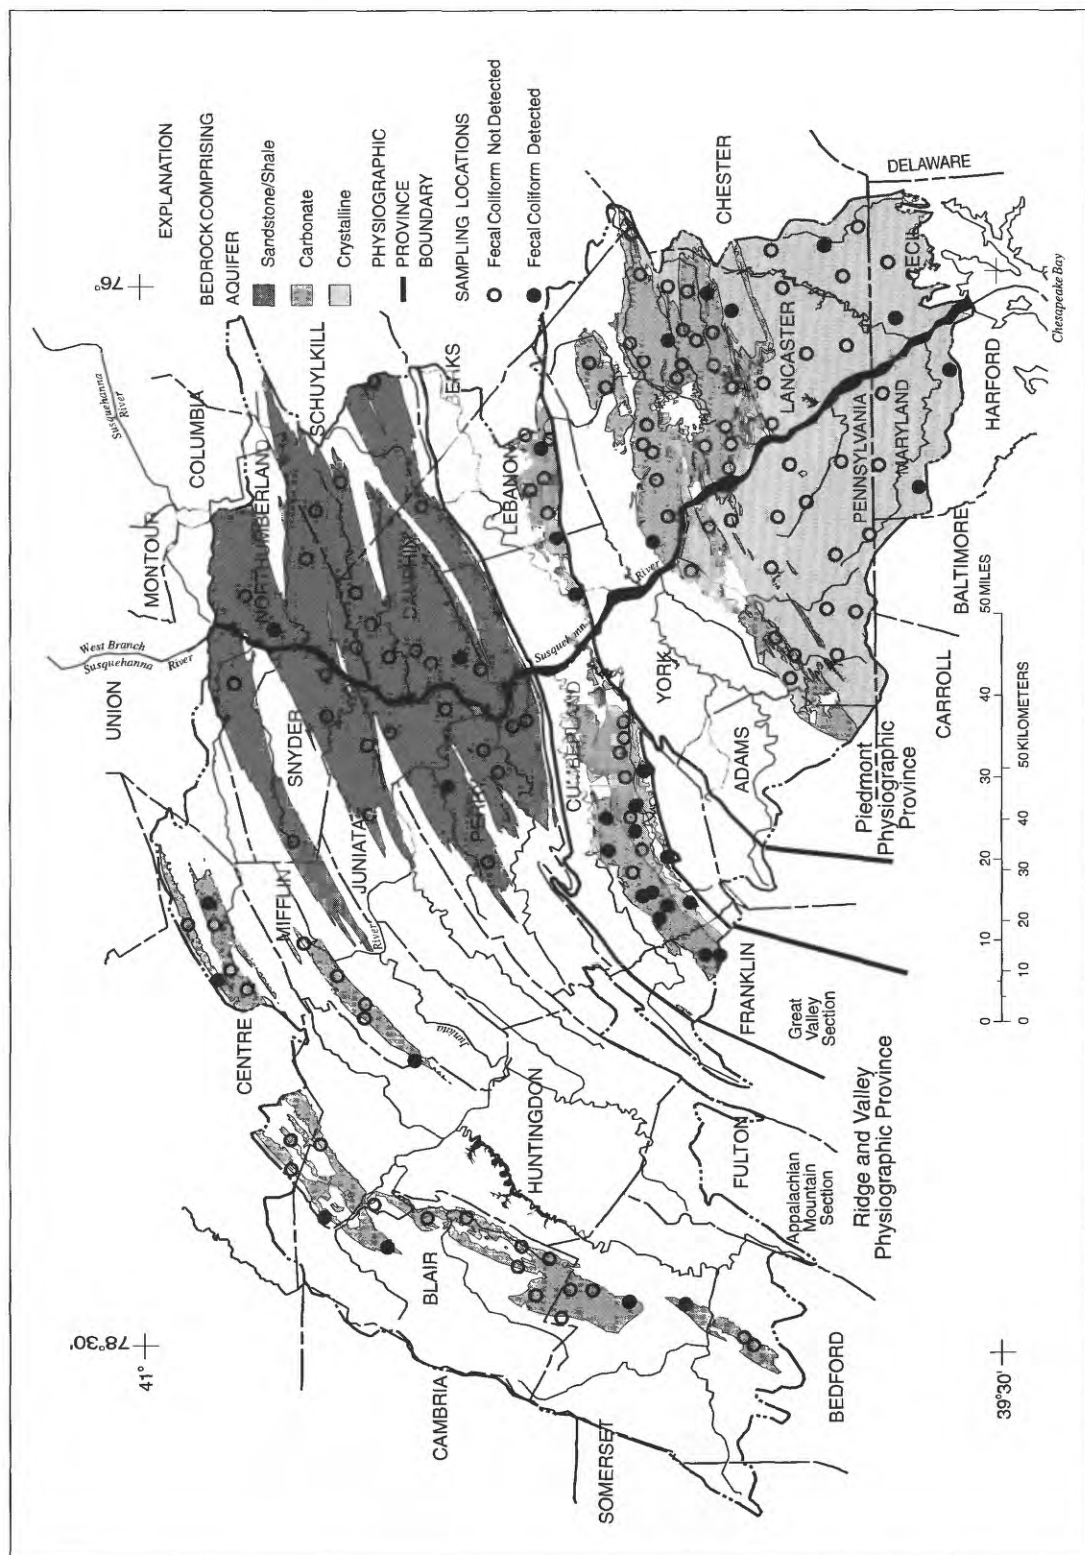 EXPLANATION
BEDROCK COMPRISING
AQUIFER
Sandstone/Shale
Carbonate
Crystalline
PHYSIOGRAPHIC
PROVINCE
BOUNDARY
SAMPLING LOCATIONS
Fecal Coliform Not Detected
Fecal Coliform Detected
78°30'
76°
41°
39°30'
Susquehanna
River
West Branch
Susquehanna
River
UNION
MONTOUR
COLUMBIA
NORTHUMBERLAND
SCHUYLKILL
SNYDER
CENTRE
MIFFLIN
JUNIATA
River
Juniata
DAUPHIN
PERRY
BERKS
LEBANON
CAMBRIA
BLAIR
HUNTINGDON
CUMBERLAND
River
YORK
LANCASTER
CHESTER
SOMERSET
BEDFORD
FULTON
FRANKLIN
ADAMS
PENNSYLVANIA
MARYLAND
DELAWARE
CECIL
HARFORD
BALTIMORE
CARROLL
Chesapeake Bay
Appalachian
Mountain
Section
Great
Valley
Section
Ridge and Valley
Physiographic Province
Piedmont
Physiographic
Province
0 10 20 30 40 50 MILES
0 10 20 30 40 50 KILOMETERS